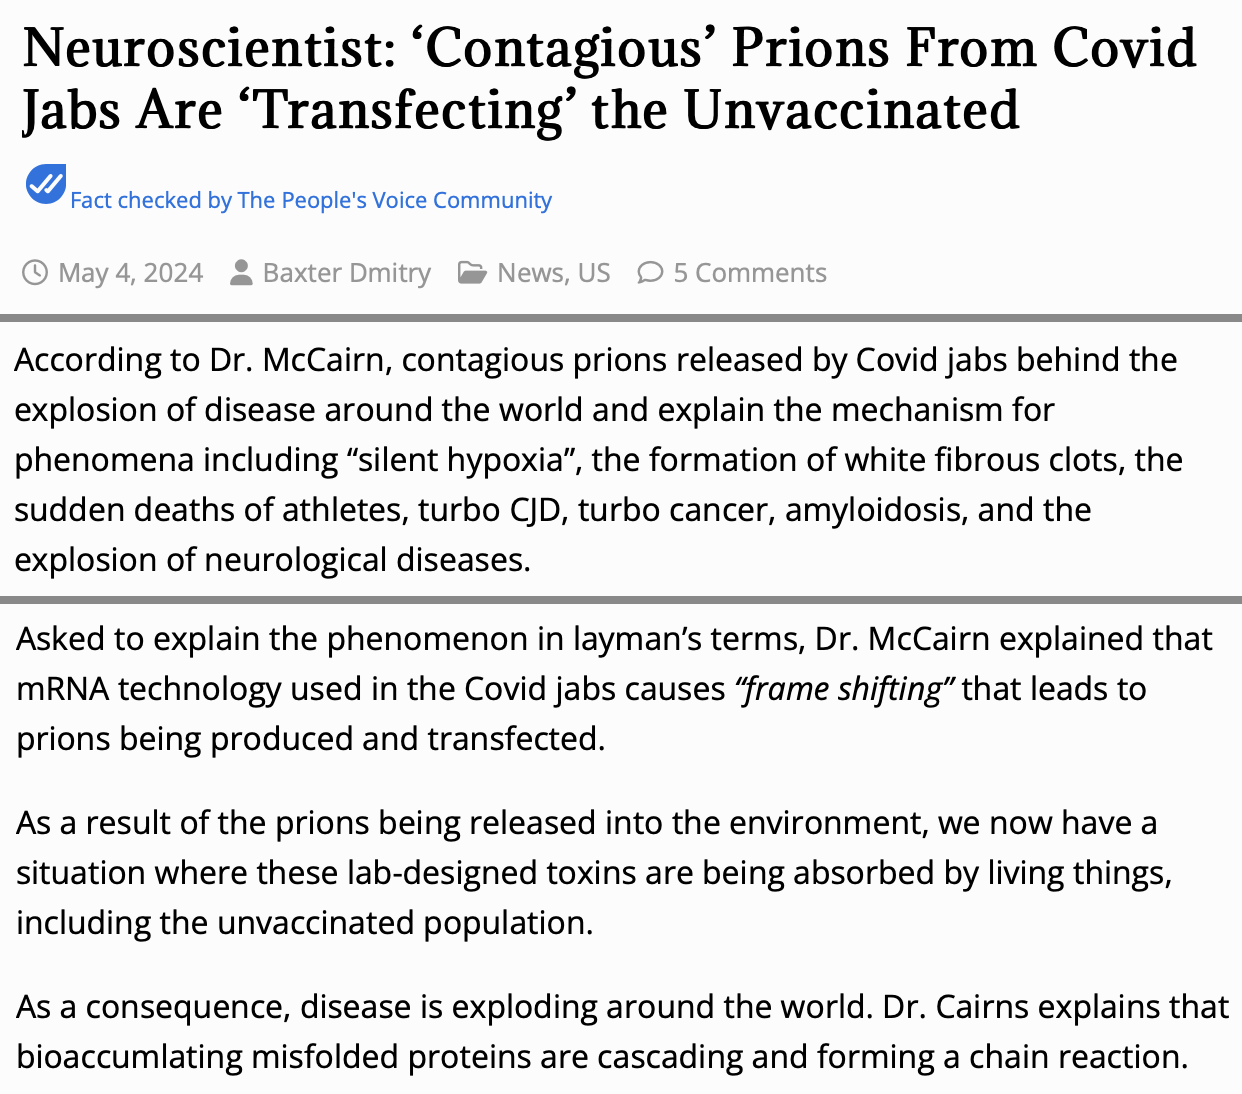 Neuroscientist: ‘Contagious’ Prions From Covid
Jabs Are ‘Transfecting’ the Unvaccinated
Fact checked by The People's Voice Community
May 4, 2024 Baxter Dmitry News, US 5 Comments
According to Dr. McCairn, contagious prions released by Covid jabs behind the
explosion of disease around the world and explain the mechanism for
phenomena including “silent hypoxia”, the formation of white fibrous clots, the
sudden deaths of athletes, turbo CJD, turbo cancer, amyloidosis, and the
explosion of neurological diseases.
Asked to explain the phenomenon in layman’s terms, Dr. McCairn explained that
mRNA technology used in the Covid jabs causes “frame shifting” that leads to
prions being produced and transfected.
As a result of the prions being released into the environment, we now have a
situation where these lab-designed toxins are being absorbed by living things,
including the unvaccinated population.
As a consequence, disease is exploding around the world. Dr. Cairns explains that
bioaccumlating misfolded proteins are cascading and forming a chain reaction.